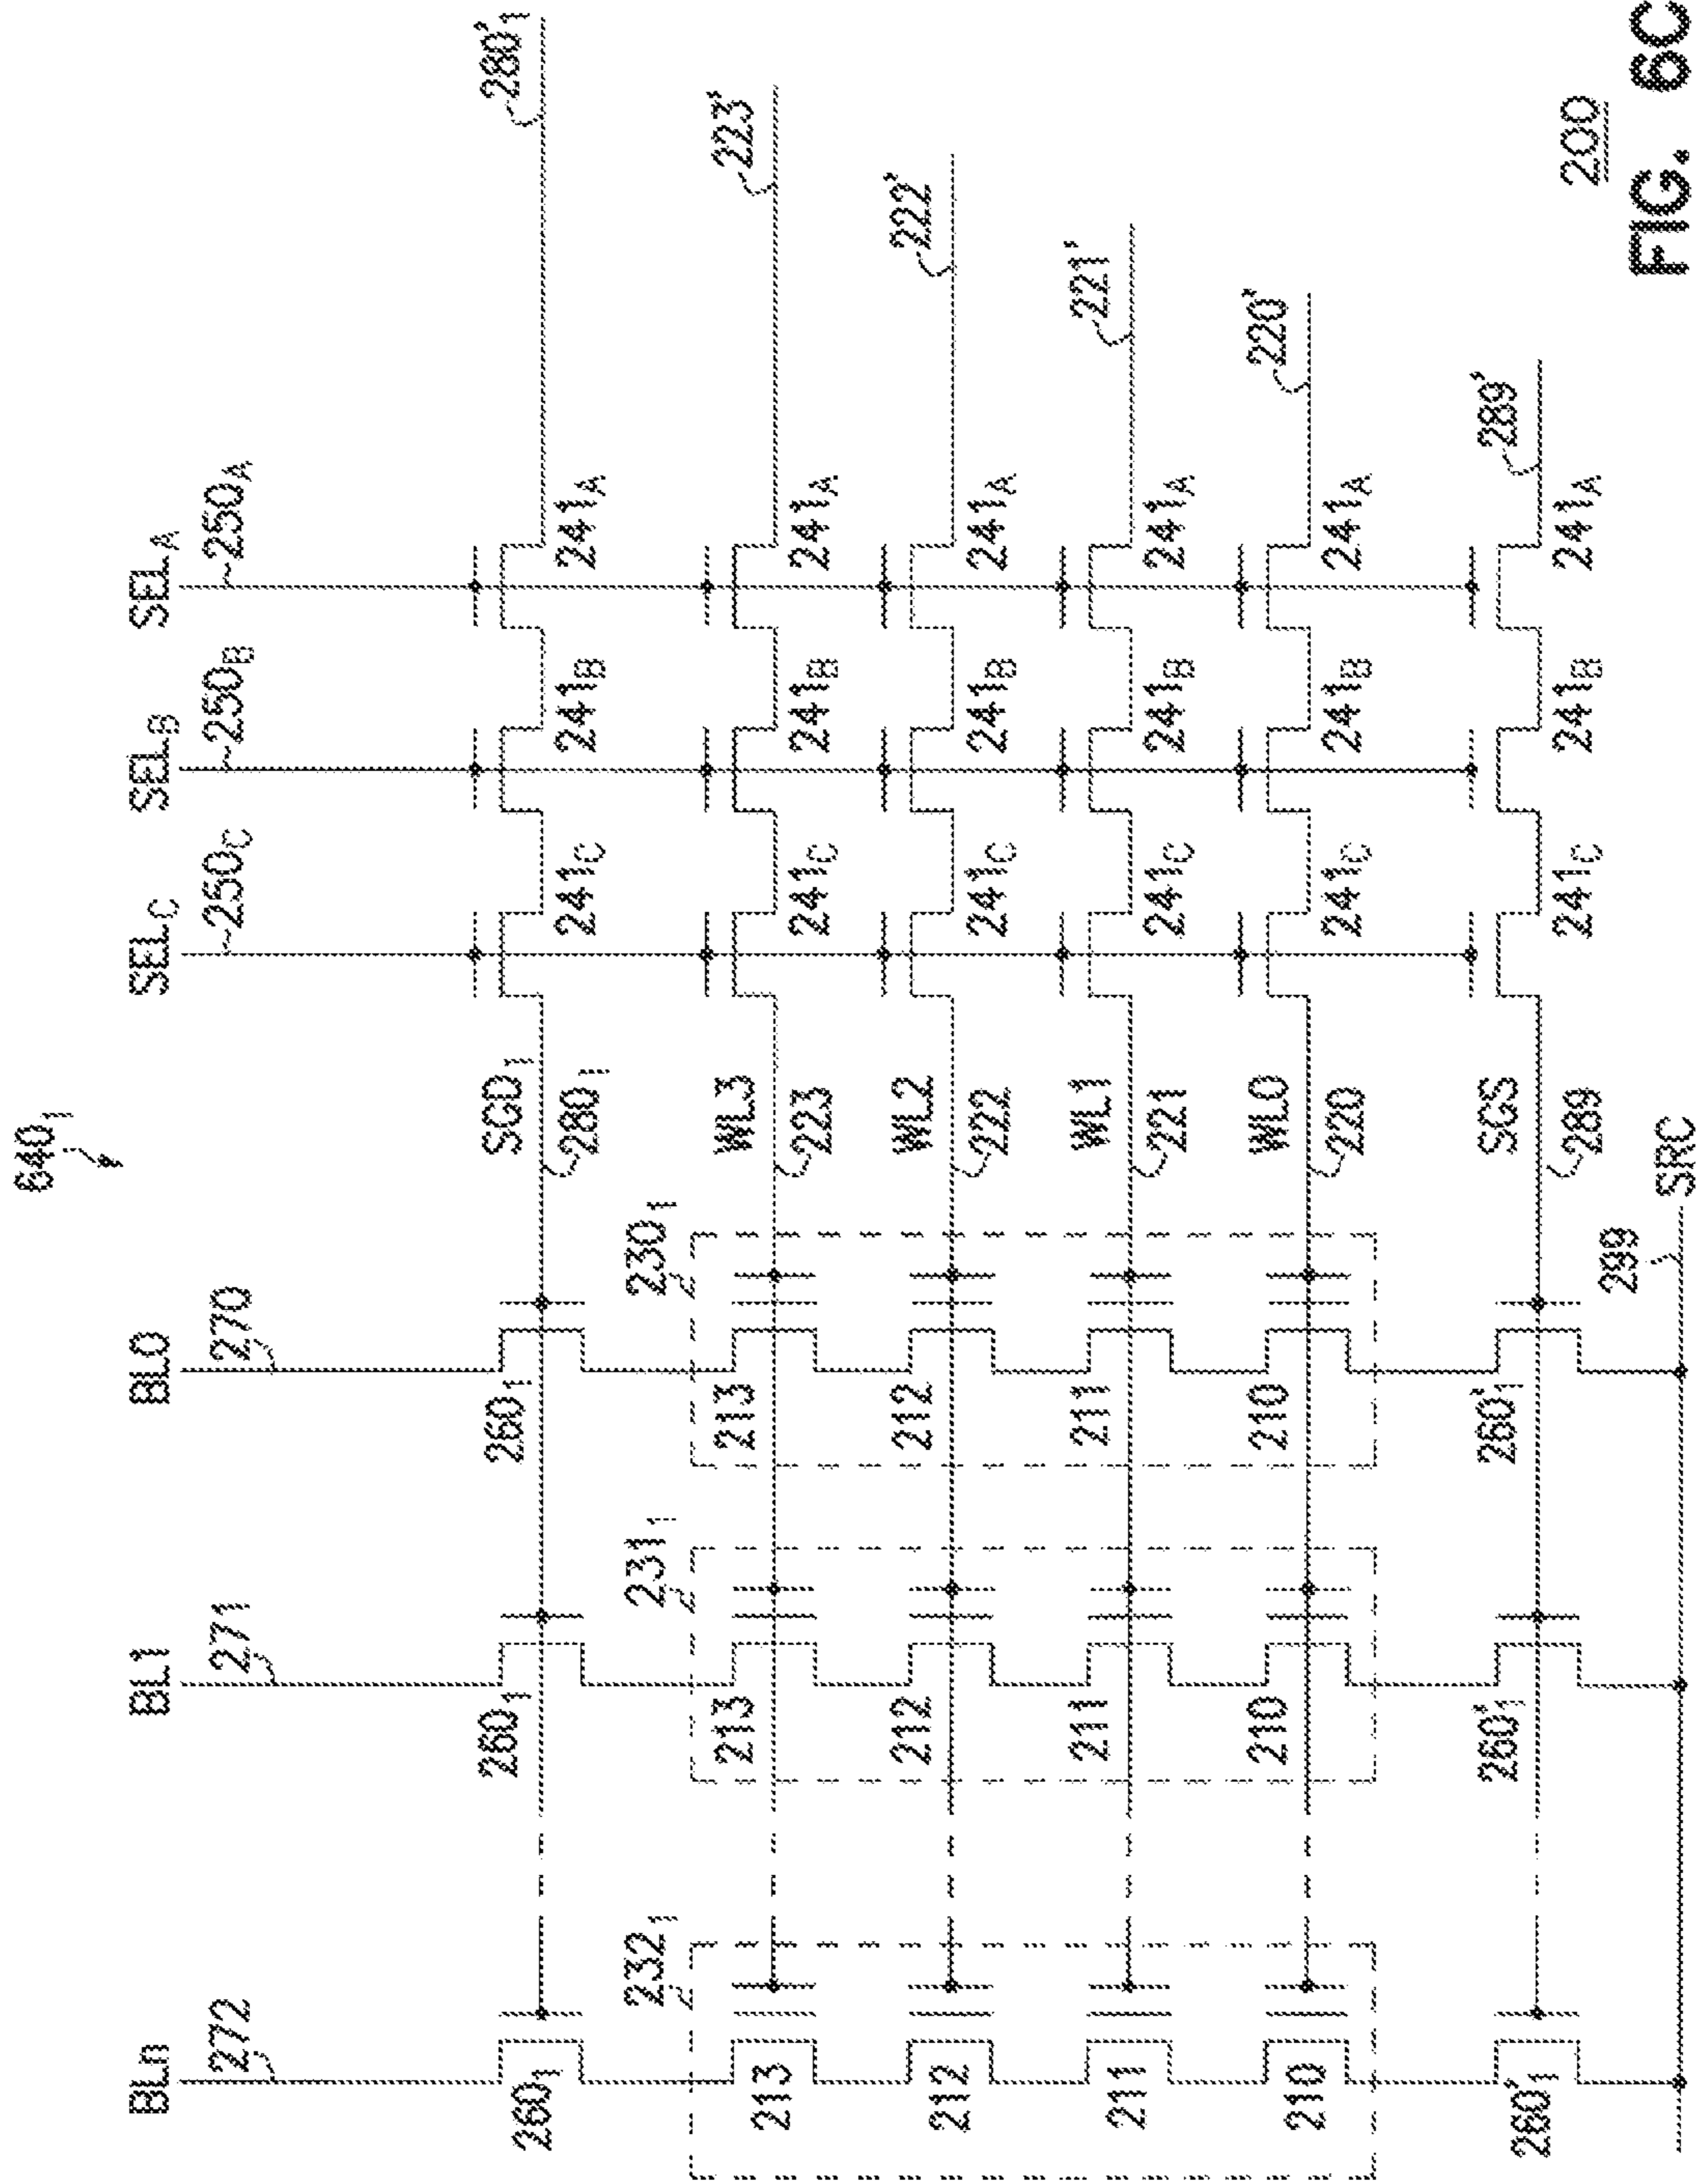 640₁
BLn BL1 BL0 SEL_C SEL_B SEL_A
272 271 270 250_C 250_B 250_A
260₁ 260₁ 260₁ SGD₁ 280'₁
280₁ 241_C 241_B 241_A
232₁ 231₁ 230₁
213 213 213 WL3 223'
223 241_C 241_B 241_A
212 212 212 WL2 222'
222 241_C 241_B 241_A
211 211 211 WL1 221'
221 241_C 241_B 241_A
210 210 210 WL0 220'
220 241_C 241_B 241_A
260'₁ 260'₁ 260'₁ SGS 289'
289 241_C 241_B 241_A
299 SRC
200
FIG. 6C